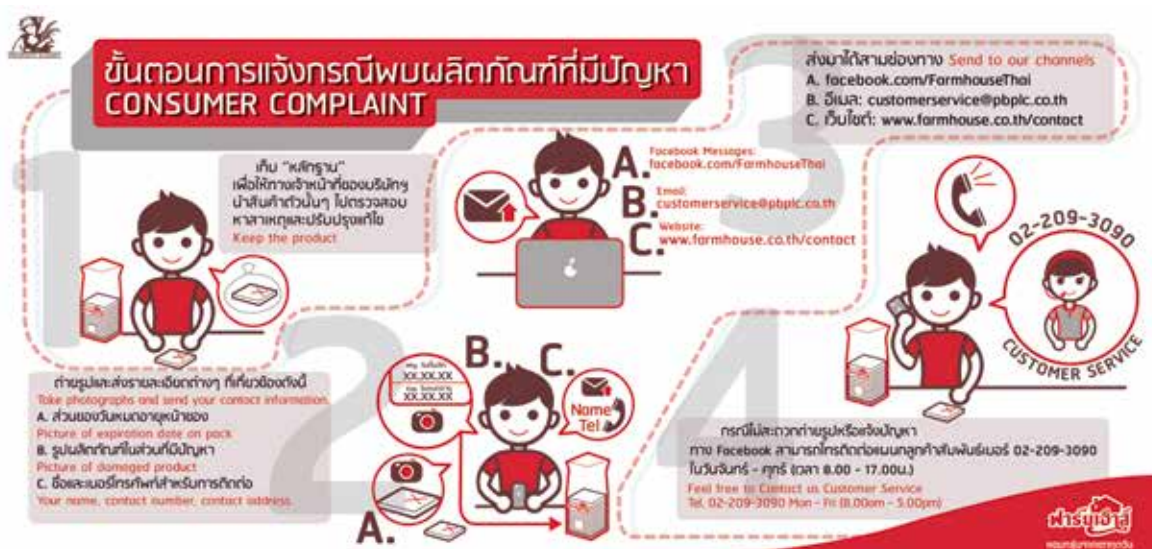 ขั้นตอนการแจ้งกรณีพบผลิตภัณฑ์ที่มีปัญหา
CONSUMER COMPLAINT
1
เก็บ "หลักฐาน"
เพื่อให้ทางเจ้าหน้าที่ของบริษัทฯ
นำสินค้าตัวนั้นๆ ไปตรวจสอบ
หาสาเหตุและปรับปรุงแก้ไข
Keep the product
2
ถ่ายรูปและส่งรายละเอียดต่างๆ ที่เกี่ยวข้องดังนี้
Take photographs and send your contact information.
A. ส่วนของวันหมดอายุหน้าซอง
Picture of expiration date on pack
B. รูปผลิตภัณฑ์ในส่วนที่มีปัญหา
Picture of damaged product
C. ชื่อและเบอร์โทรศัพท์สำหรับการติดต่อ
Your name, contact number, contact address.
A.
B.
XX.XX.XX
XX.XX.XX
C.
Name
Tel
3
ส่งมาได้สามช่องทาง Send to our channels
A. facebook.com/FarmhouseThai
B. อีเมล: customerservice@pbplc.co.th
C. เว็บไซต์: www.farmhouse.co.th/contact
A. Facebook Messages:
facebook.com/FarmhouseThai
B. Email:
customerservice@pbplc.co.th
C. Website:
www.farmhouse.co.th/contact
4
02-209-3090
CUSTOMER SERVICE
กรณีไม่สะดวกถ่ายรูปหรือแจ้งปัญหา
ทาง Facebook สามารถโทรติดต่อแผนกลูกค้าสัมพันธ์เบอร์ 02-209-3090
ในวันจันทร์ - ศุกร์ (เวลา 8.00 - 17.00น.)
Feel free to Contact us Customer Service
Tel. 02-209-3090 Mon - Fri (8.00am - 5.00pm)
ฟาร์มเฮ้าส์
หอมกรุ่นจากเตาทุกวัน